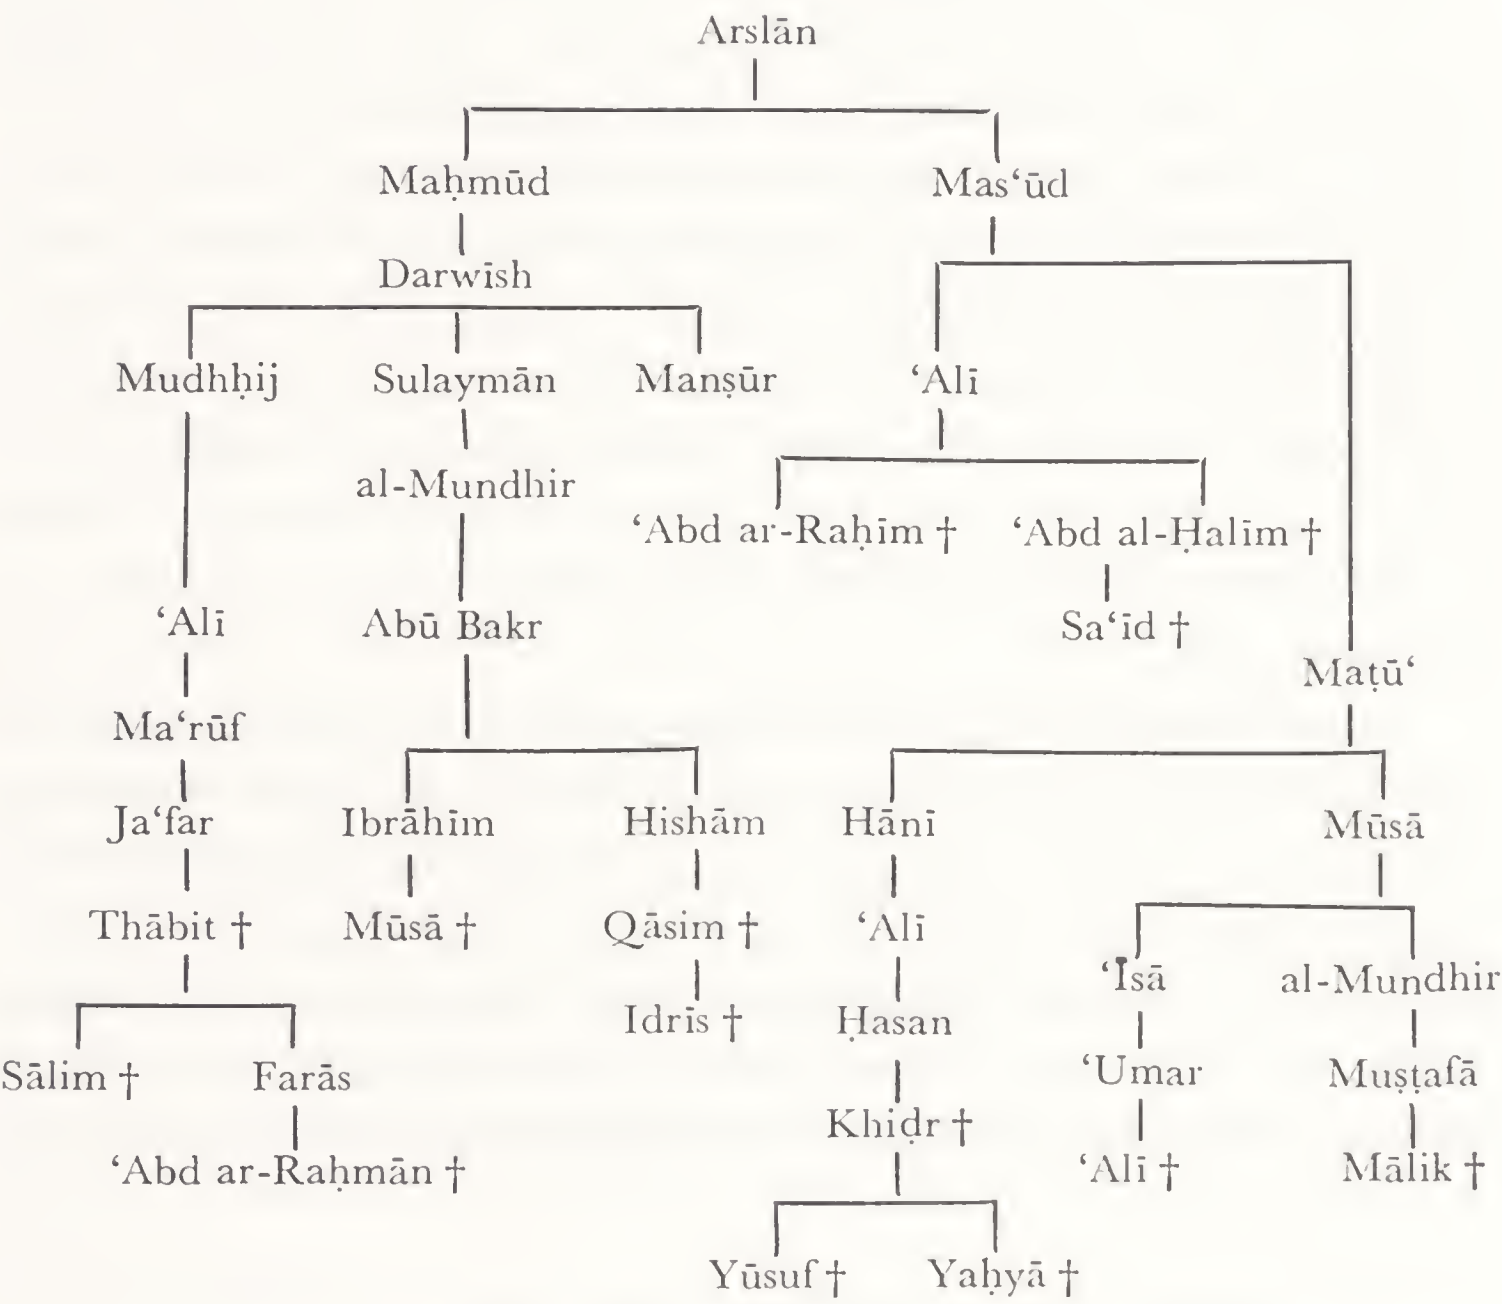 Arslān
Maḥmūd Mas‘ūd
Darwīsh
Mudhḥij Sulaymān Manṣūr ‘Alī
al-Mundhir
‘Abd ar-Raḥīm † ‘Abd al-Ḥalīm †
‘Alī Abū Bakr Sa‘īd †
Maṭū‘
Ma‘rūf
Ja‘far Ibrāhīm Hishām Hānī Mūsā
Thābit † Mūsā † Qāsim † ‘Alī
‘Īsā al-Mundhir
Idrīs † Ḥasan
Sālim † Farās ‘Umar Muṣṭafā
Khiḍr †
‘Abd ar-Raḥmān † ‘Alī † Mālik †
Yūsuf † Yaḥyā †